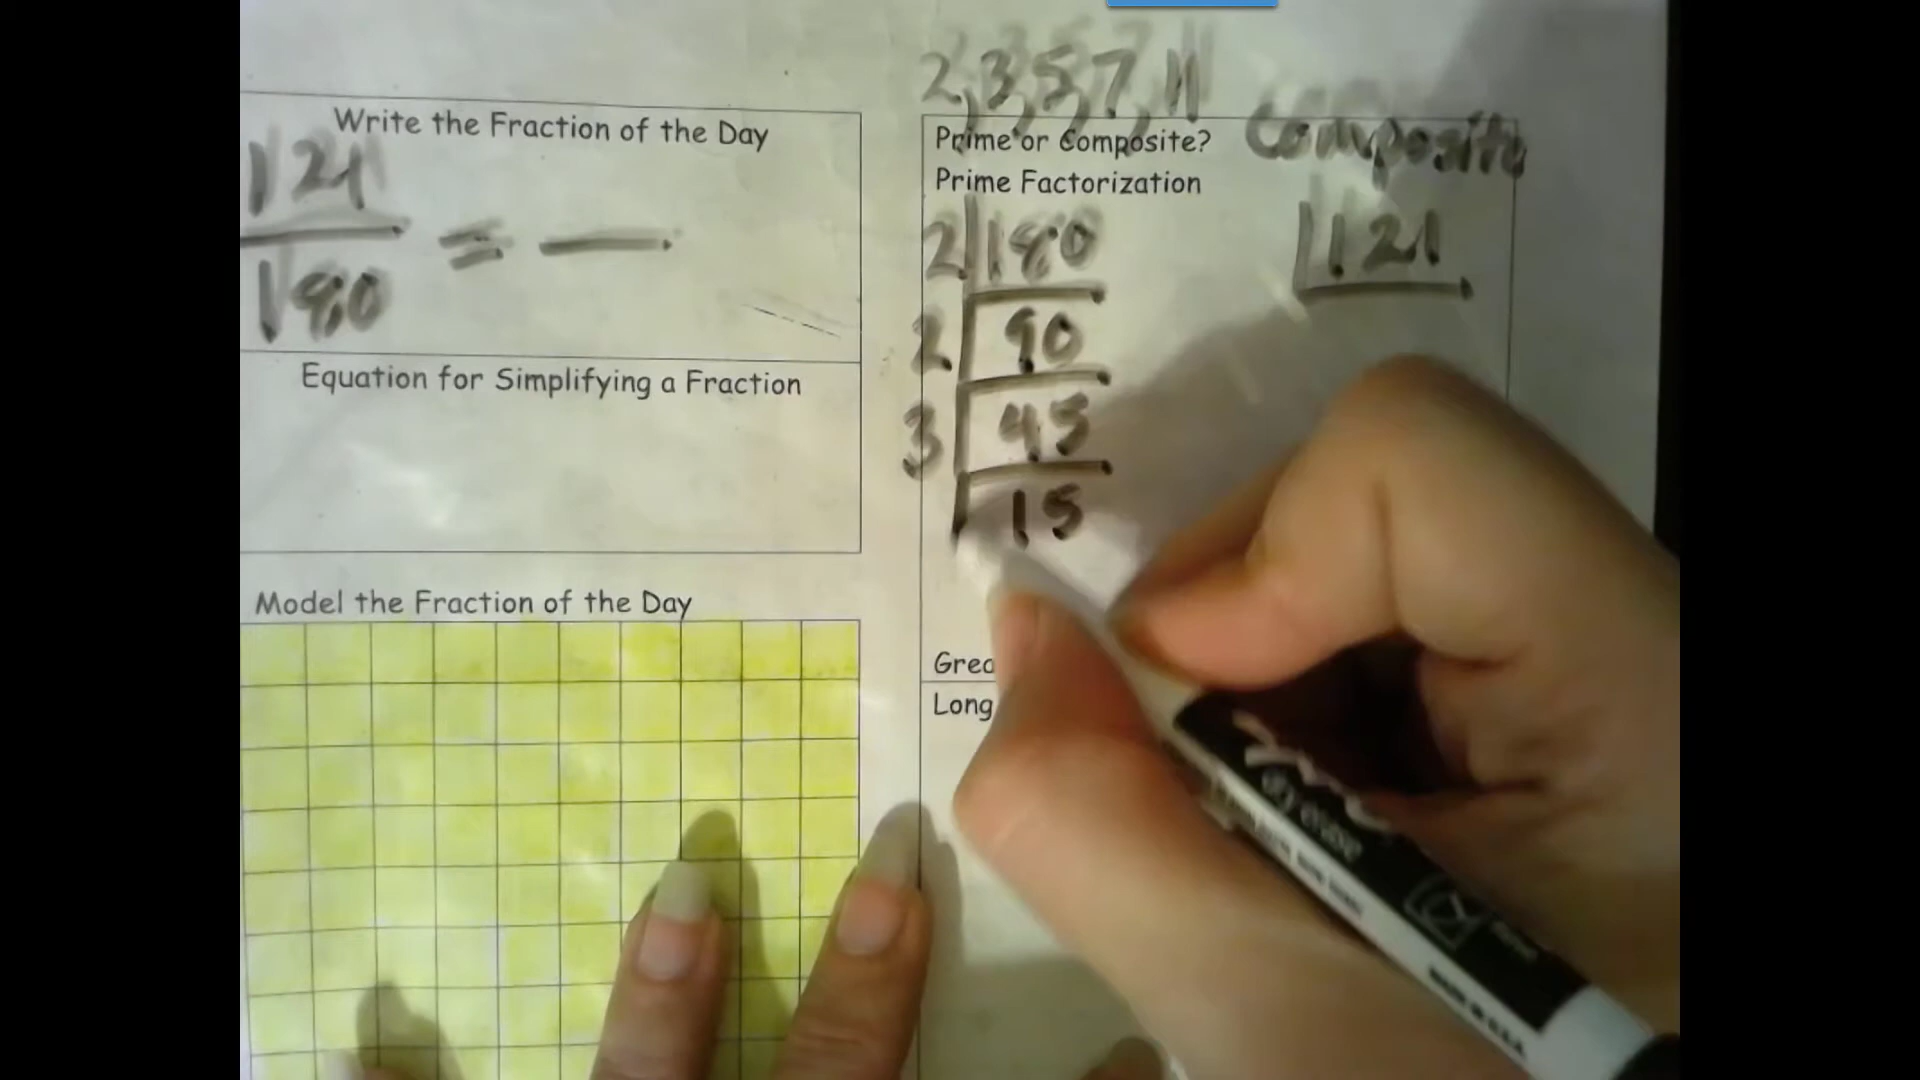 2, 3, 5, 7, 11
Write the Fraction of the Day
121
180
= —
Equation for Simplifying a Fraction
Model the Fraction of the Day
Prime or Composite?
Composite
Prime Factorization
2 180
2 90
3 45
15
121
Long
dry erase